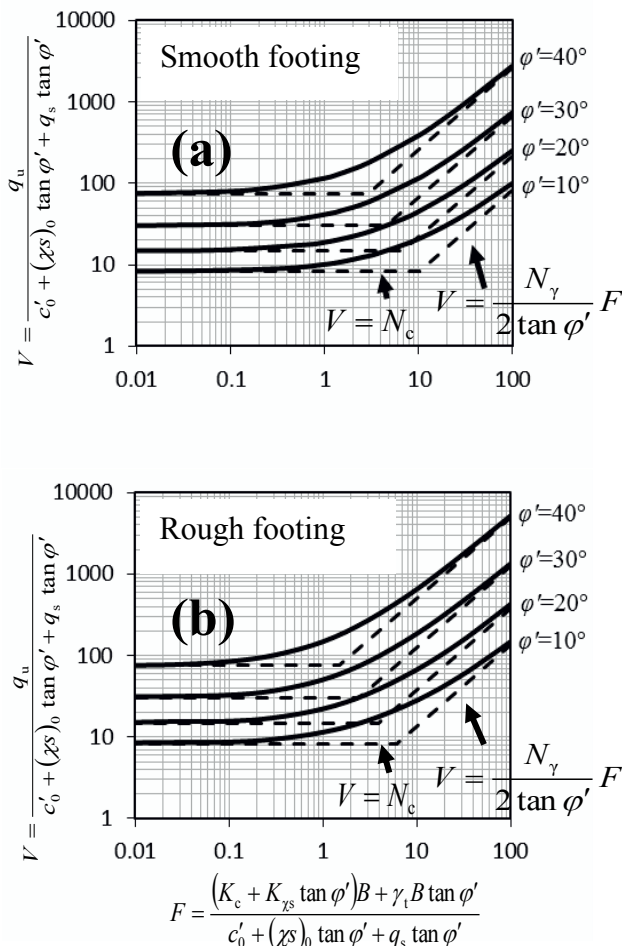 10000
1000
100
10
1
Smooth footing
(a)
φ′=40°
φ′=30°
φ′=20°
φ′=10°
V = N_c
V = N_γ / (2 tan φ′) F
0.01 0.1 1 10 100
V = q_u / (c′_0 + (χs)_0 tan φ′ + q_s tan φ′)
10000
1000
100
10
1
Rough footing
(b)
φ′=40°
φ′=30°
φ′=20°
φ′=10°
V = N_c
V = N_γ / (2 tan φ′) F
0.01 0.1 1 10 100
V = q_u / (c′_0 + (χs)_0 tan φ′ + q_s tan φ′)
F = ((K_c + K_χs tan φ′)B + γ_t B tan φ′) / (c′_0 + (χs)_0 tan φ′ + q_s tan φ′)